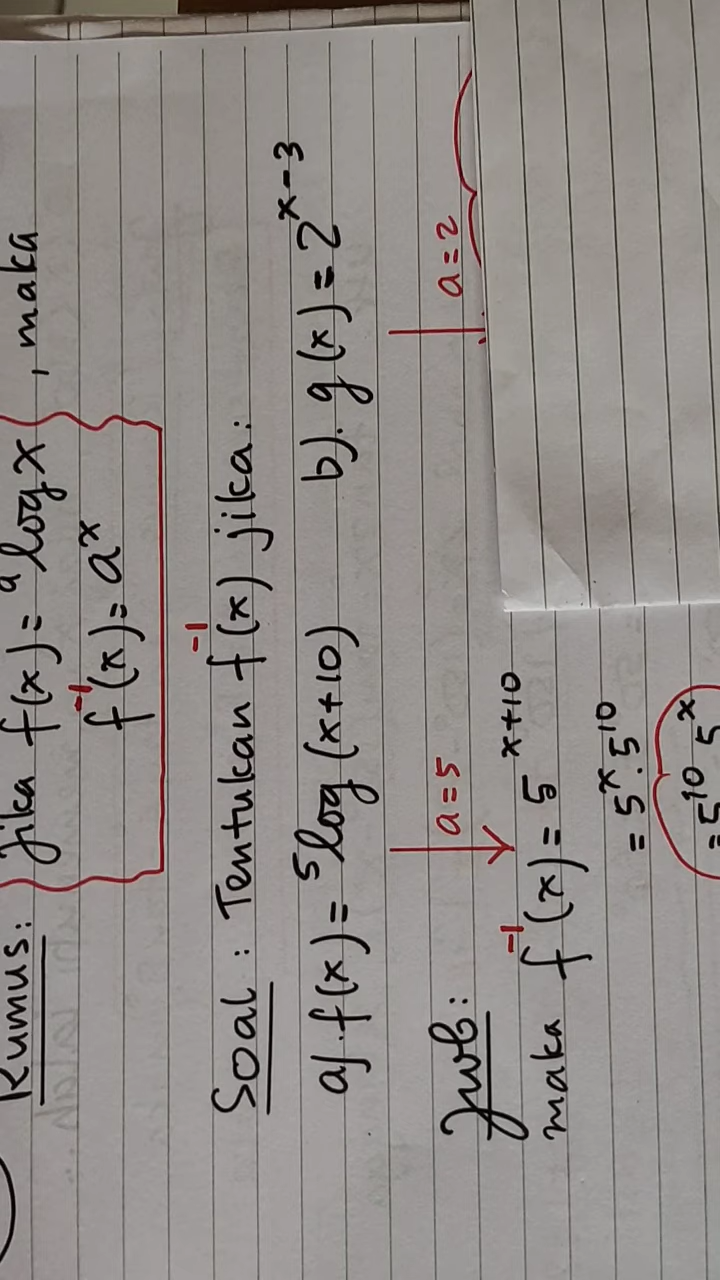 Rumus: Jika f(x) = ᵃlog x, maka
f⁻¹(x) = aˣ
Soal: Tentukan f⁻¹(x) jika:
a). f(x) = ⁵log (x+10) b). g(x) = 2ˣ⁻³
Jwb: a = 5 a = 2
maka f⁻¹(x) = 5ˣ⁺¹⁰
= 5ˣ . 5¹⁰
= 5¹⁰ . 5ˣ